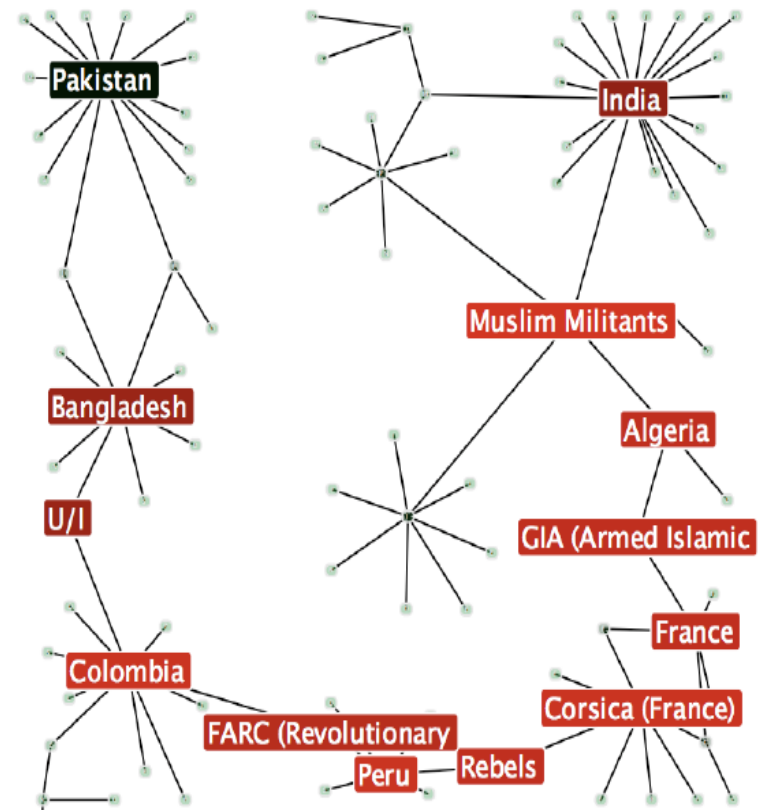 Pakistan
India
Muslim Militants
Bangladesh
Algeria
U/I
GIA (Armed Islamic
France
Colombia
Corsica (France)
FARC (Revolutionary
Peru
Rebels